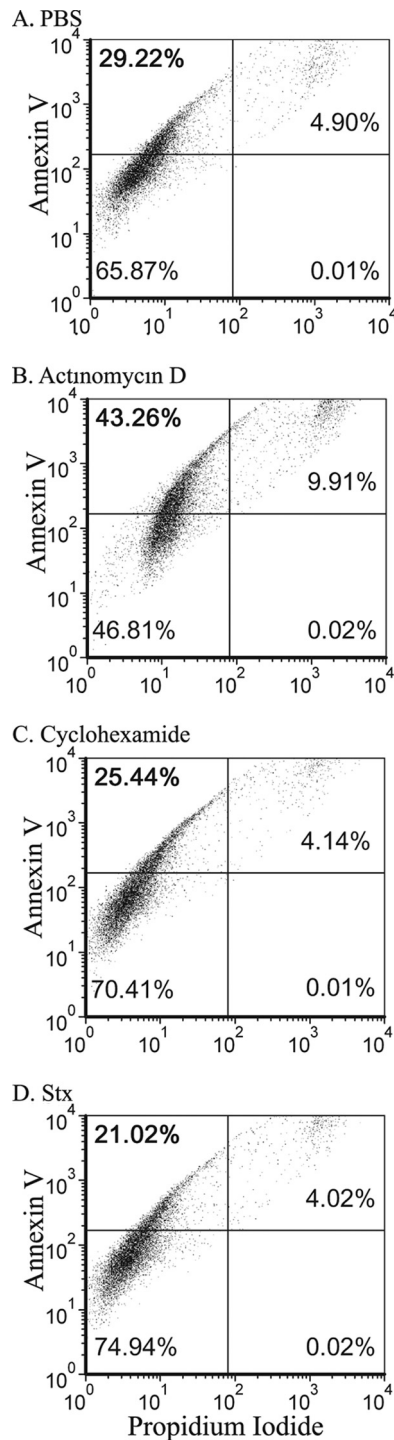 A. PBS
10⁴
29.22%
10³
4.90%
Annexin V
10²
10¹
65.87%
0.01%
10⁰
10⁰ 10¹ 10² 10³ 10⁴
B. Actinomycin D
10⁴
43.26%
10³
9.91%
Annexin V
10²
10¹
46.81%
0.02%
10⁰
10⁰ 10¹ 10² 10³ 10⁴
C. Cyclohexamide
10⁴
25.44%
10³
4.14%
Annexin V
10²
10¹
70.41%
0.01%
10⁰
10⁰ 10¹ 10² 10³ 10⁴
D. Stx
10⁴
21.02%
10³
4.02%
Annexin V
10²
10¹
74.94%
0.02%
10⁰
10⁰ 10¹ 10² 10³ 10⁴
Propidium Iodide